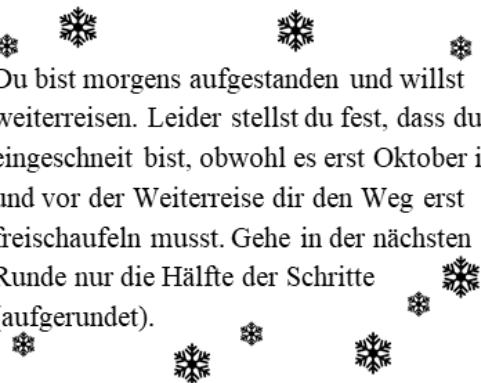 Du bist morgens aufgestanden und willst
weiterreisen. Leider stellst du fest, dass du
eingeschneit bist, obwohl es erst Oktober i
und vor der Weiterreise dir den Weg erst
freischaufeln musst. Gehe in der nächsten
Runde nur die Hälfte der Schritte
(aufgerundet).